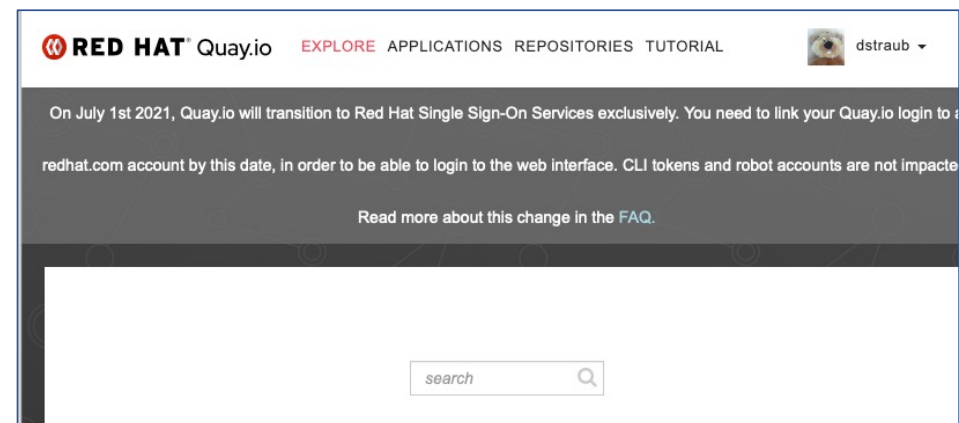 RED HAT® Quay.io EXPLORE APPLICATIONS REPOSITORIES TUTORIAL dstraub
On July 1st 2021, Quay.io will transition to Red Hat Single Sign-On Services exclusively. You need to link your Quay.io login to a
redhat.com account by this date, in order to be able to login to the web interface. CLI tokens and robot accounts are not impacte
Read more about this change in the FAQ.
search